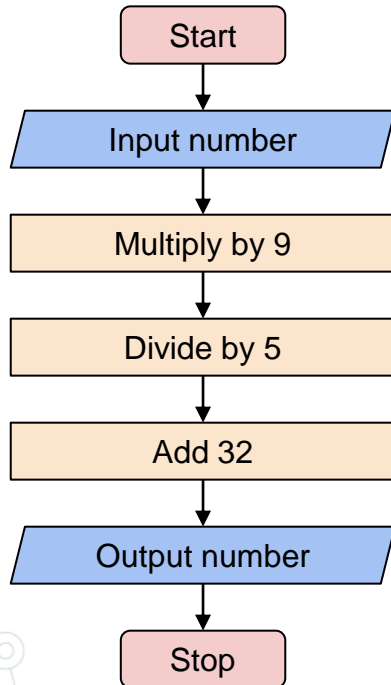 Start
Input number
Multiply by 9
Divide by 5
Add 32
Output number
Stop